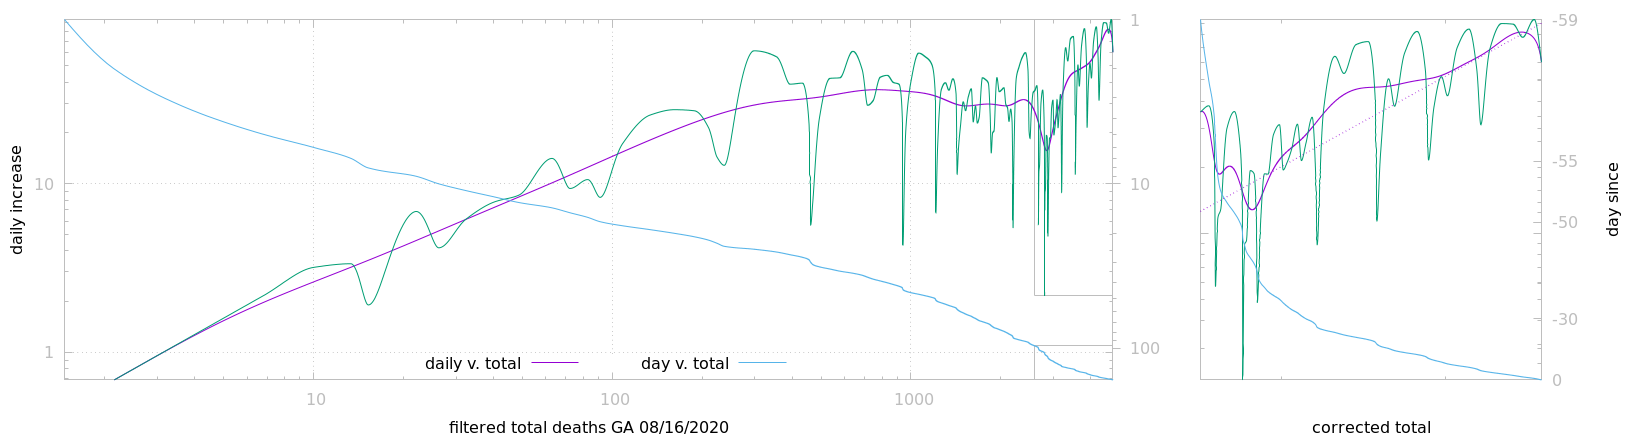 daily increase
10
1
daily v. total
day v. total
10
100
1000
filtered total deaths GA 08/16/2020
1
10
100
-59
-55
-50
-30
0
day since
corrected total